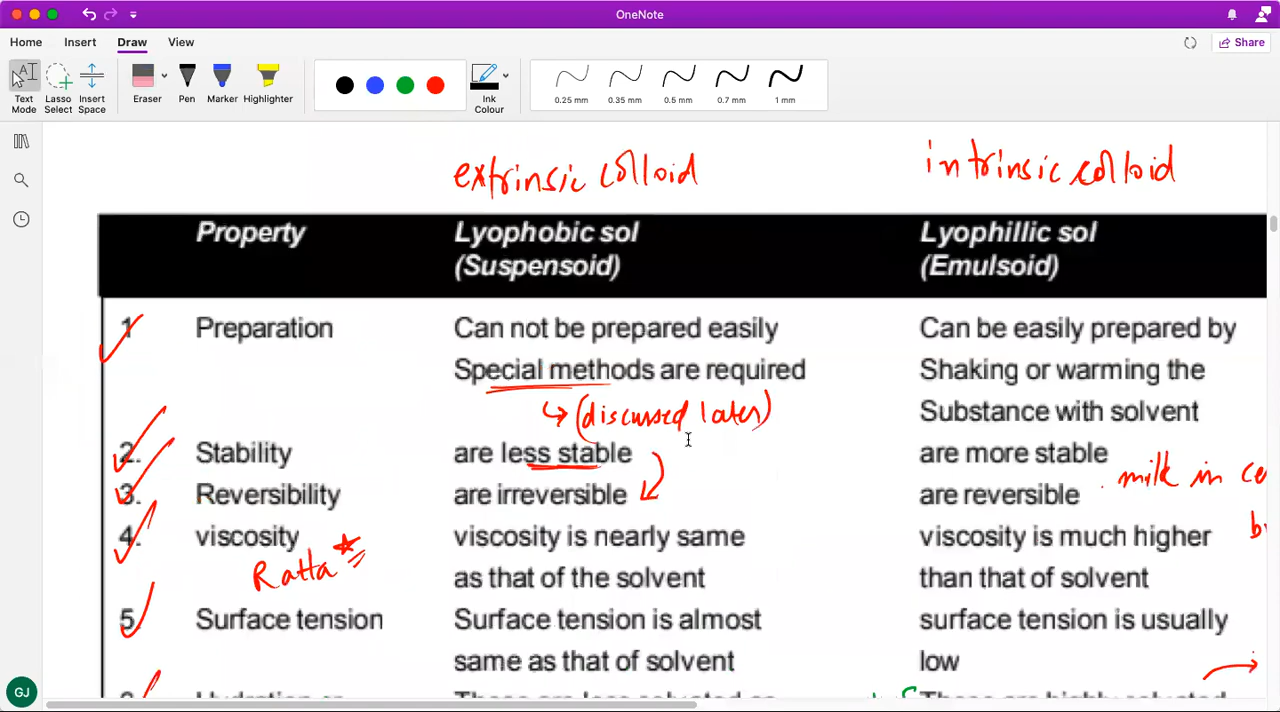 OneNote
Home Insert Draw View
Share
Text Mode
Lasso Select
Insert Space
Eraser
Pen
Marker
Highlighter
Ink Colour
0.25 mm 0.35 mm 0.5 mm 0.7 mm 1 mm
extrinsic colloid intrinsic colloid
Property Lyophobic sol (Suspensoid) Lyophillic sol (Emulsoid)
1 Preparation Can not be prepared easily Can be easily prepared by
Special methods are required Shaking or warming the
(discussed later) Substance with solvent
2. Stability are less stable are more stable
milk in
3. Reversibility are irreversible are reversible
4. viscosity viscosity is nearly same viscosity is much higher
Ratta as that of the solvent than that of solvent
5 Surface tension Surface tension is almost surface tension is usually
same as that of solvent low
GJ